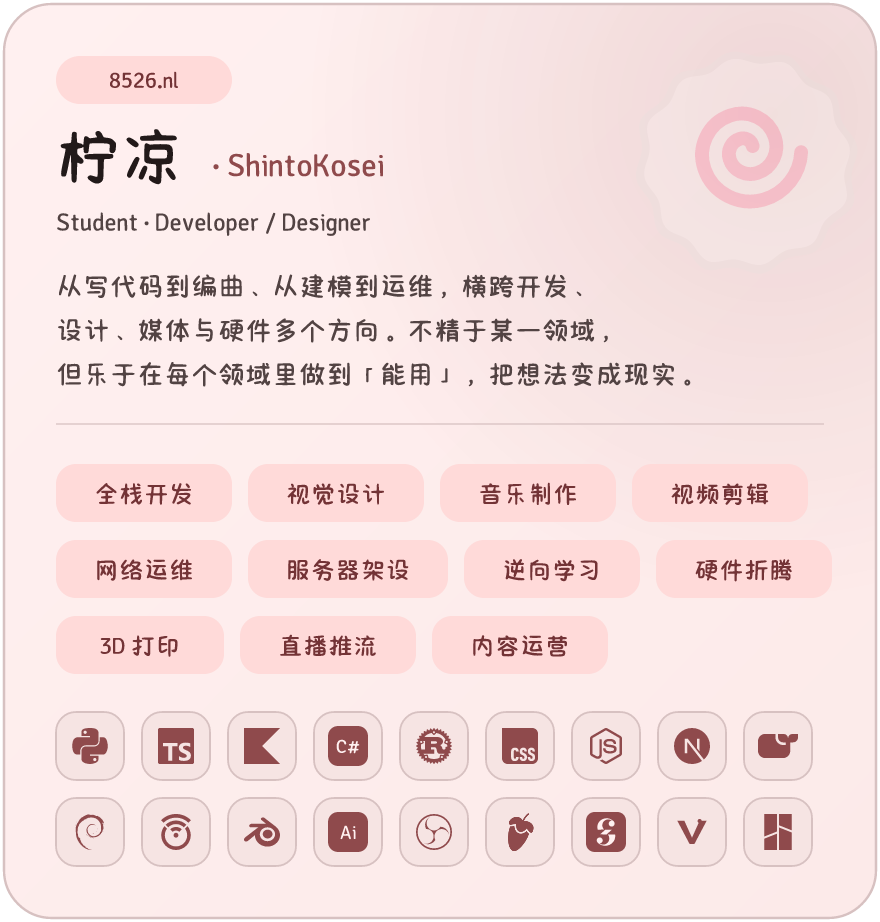 8526.nl
柠凉 · ShintoKosei
Student · Developer / Designer
从写代码到编曲、从建模到运维，横跨开发、
设计、媒体与硬件多个方向。不精于某一领域，
但乐于在每个领域里做到「能用」，把想法变成现实。
全栈开发 视觉设计 音乐制作 视频剪辑
网络运维 服务器架设 逆向学习 硬件折腾
3D 打印 直播推流 内容运营
TS C# R CSS JS N
Ai